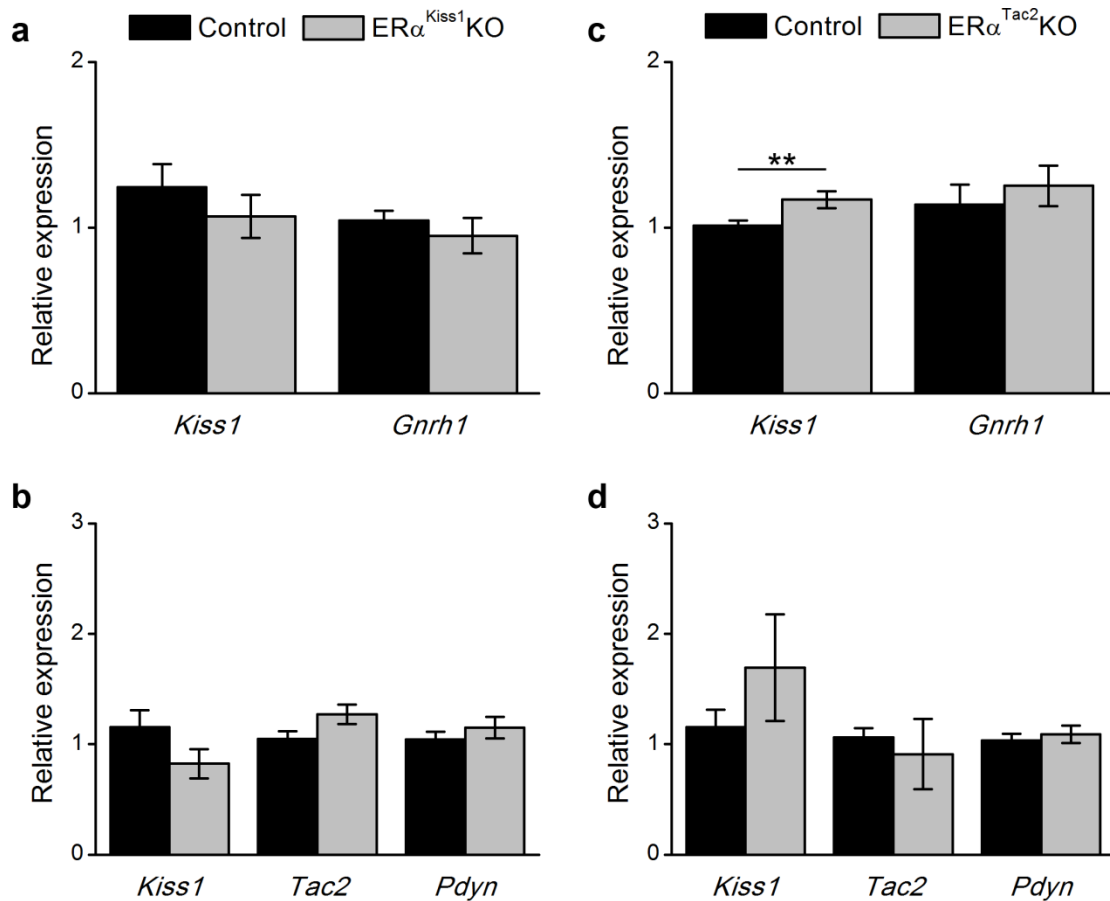 a
Control ERα^Kiss1KO
Relative expression
2
1
0
Kiss1 Gnrh1
c
Control ERα^Tac2KO
Relative expression
2
1
0
**
Kiss1 Gnrh1
b
Relative expression
3
2
1
0
Kiss1 Tac2 Pdyn
d
Relative expression
3
2
1
0
Kiss1 Tac2 Pdyn